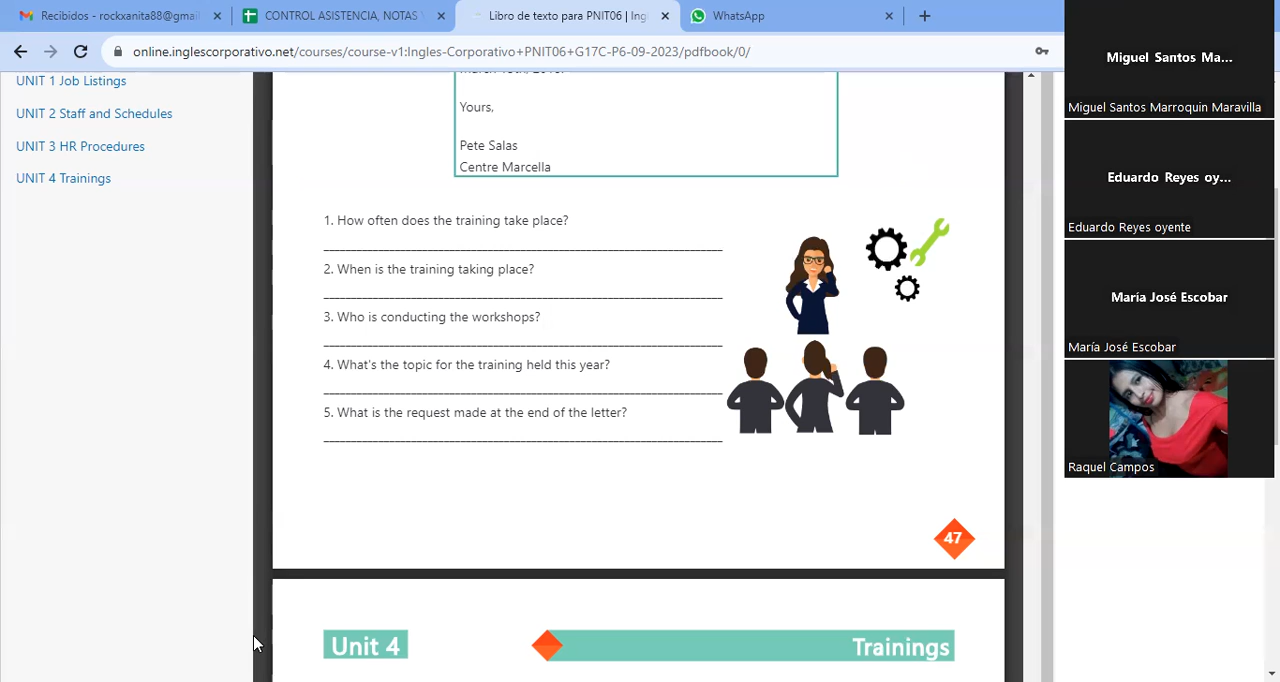 Recibidos - rockxanita88@gmai
CONTROL ASISTENCIA, NOTAS Y
Libro de texto para PNIT06 | Ing
WhatsApp
online.inglescorporativo.net/courses/course-v1:Ingles-Corporativo+PNIT06+G17C-P6-09-2023/pdfbook/0/
UNIT 1 Job Listings
UNIT 2 Staff and Schedules
UNIT 3 HR Procedures
UNIT 4 Trainings
Yours,
Pete Salas
Centre Marcella
1. How often does the training take place?
2. When is the training taking place?
3. Who is conducting the workshops?
4. What's the topic for the training held this year?
5. What is the request made at the end of the letter?
47
Unit 4
Trainings
Miguel Santos Ma...
Miguel Santos Marroquin Maravilla
Eduardo Reyes oy...
Eduardo Reyes oyente
María José Escobar
María José Escobar
Raquel Campos